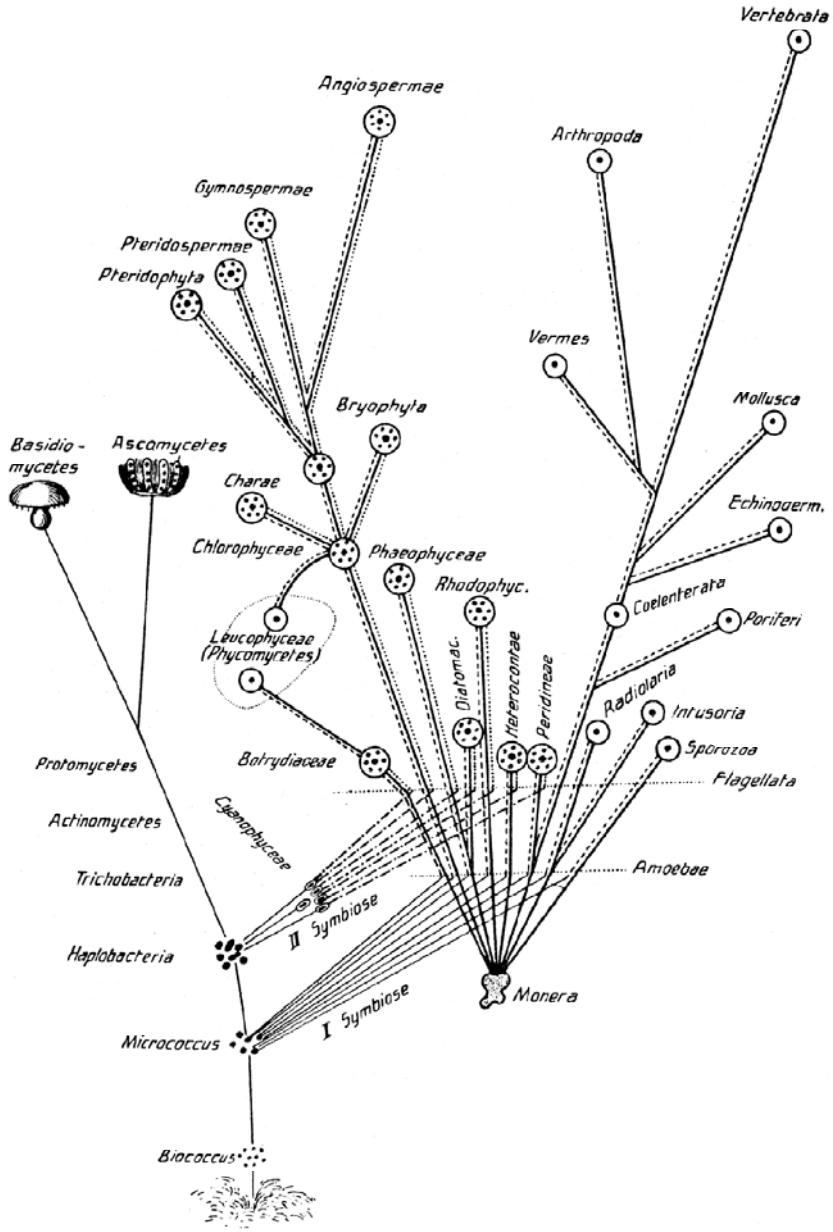 Vertebrata
Angiospermae
Arthropoda
Gymnospermae
Pteridospermae
Pteridophyta
Vermes
Mollusca
Bryophyta
Basidio-
mycetes
Ascomycetes
Charae
Echinoderm.
Chlorophyceae
Phaeophyceae
Rhodophyc.
Coelenterata
Poriferi
Leucophyceae
(Phycomycetes)
Diatomac.
Heterocontae
Peridineae
Radiolaria
Infusoria
Sporozoa
Botrydiaceae
Protomycetes
Flagellata
Cyanophyceae
Actinomycetes
Trichobacteria
Amoebae
II Symbiose
Haplobacteria
Monera
I Symbiose
Micrococcus
Biococcus